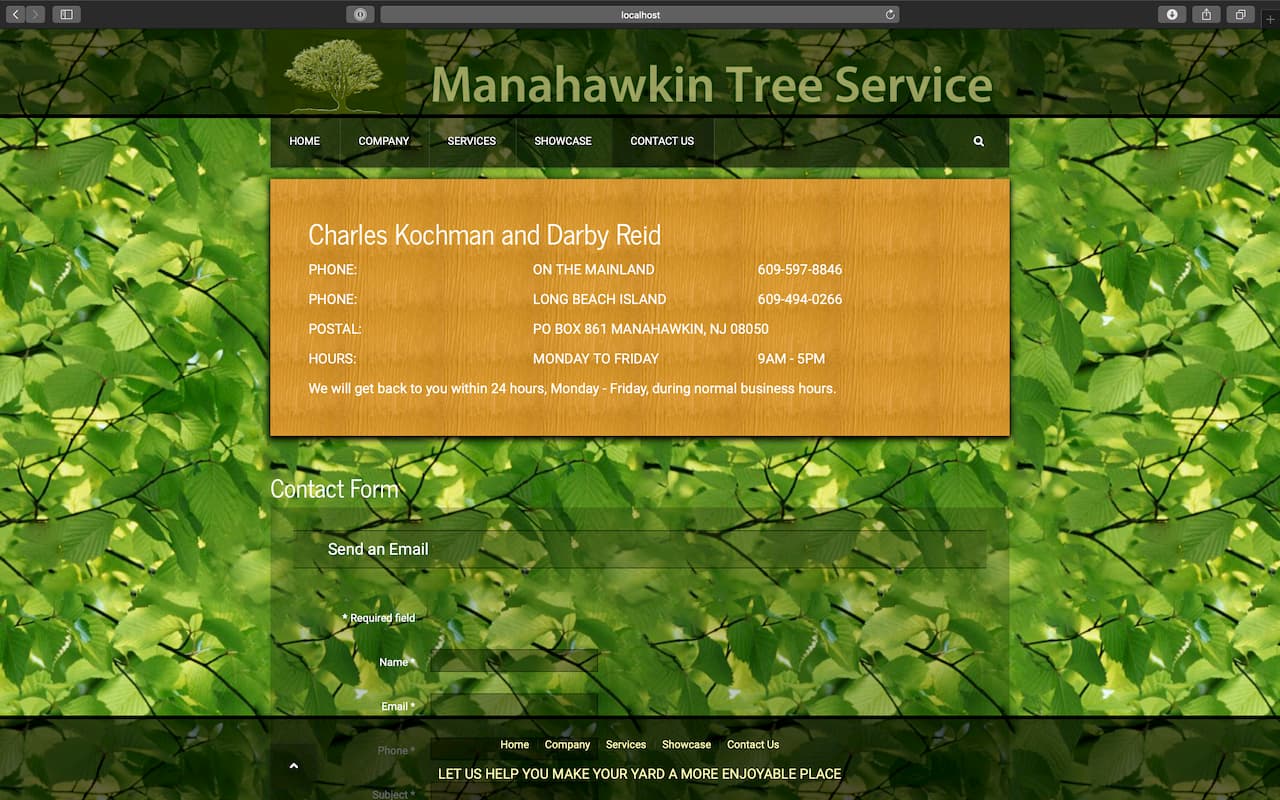 localhost
Manahawkin Tree Service
HOME COMPANY SERVICES SHOWCASE CONTACT US
Charles Kochman and Darby Reid
PHONE: ON THE MAINLAND 609-597-8846
PHONE: LONG BEACH ISLAND 609-494-0266
POSTAL: PO BOX 861 MANAHAWKIN, NJ 08050
HOURS: MONDAY TO FRIDAY 9AM - 5PM
We will get back to you within 24 hours, Monday - Friday, during normal business hours.
Contact Form
Send an Email
* Required field
Name *
Email *
Phone *
Home Company Services Showcase Contact Us
LET US HELP YOU MAKE YOUR YARD A MORE ENJOYABLE PLACE
Subject *